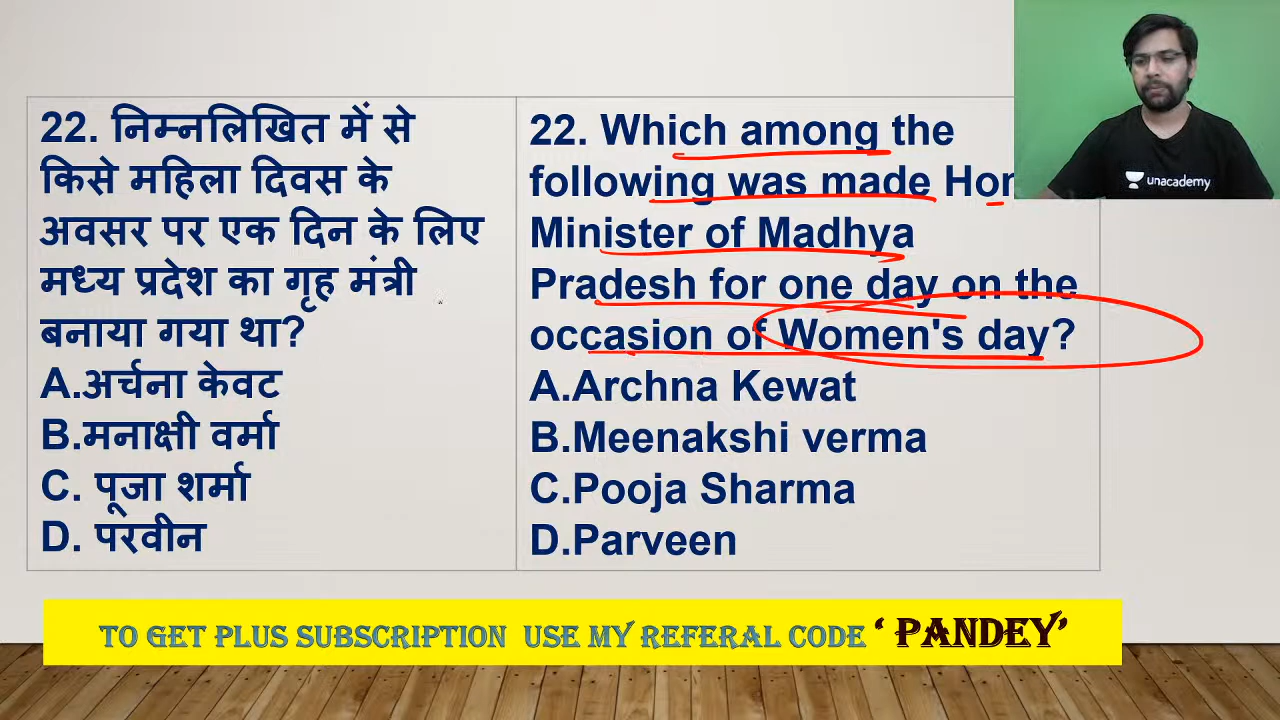 22. निम्नलिखित में से
किसे महिला दिवस के
अवसर पर एक दिन के लिए
मध्य प्रदेश का गृह मंत्री
बनाया गया था?
A.अर्चना केवट
B.मनाक्षी वर्मा
C. पूजा शर्मा
D. परवीन
22. Which among the
following was made Hom
Minister of Madhya
Pradesh for one day on the
occasion of Women's day?
A.Archna Kewat
B.Meenakshi verma
C.Pooja Sharma
D.Parveen
unacademy
TO GET PLUS SUBSCRIPTION USE MY REFERAL CODE ‘ PANDEY’